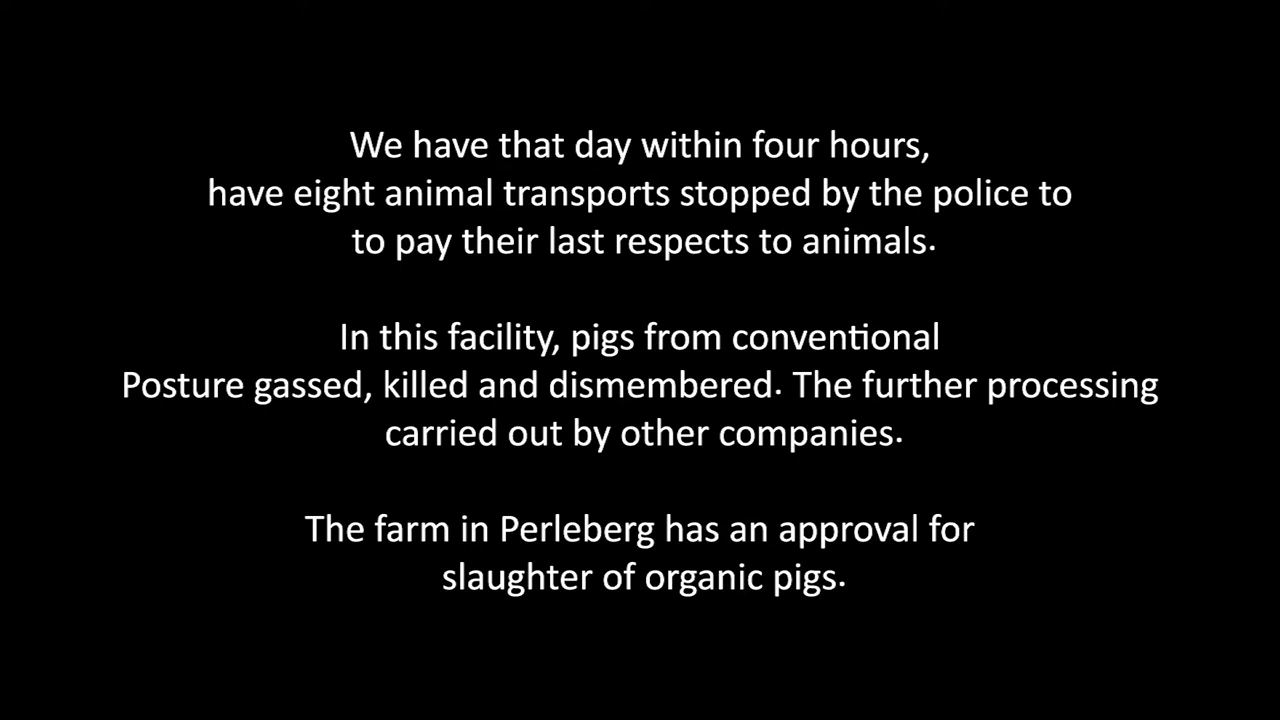 We have that day within four hours,
have eight animal transports stopped by the police to
to pay their last respects to animals.
In this facility, pigs from conventional
Posture gassed, killed and dismembered. The further processing
carried out by other companies.
The farm in Perleberg has an approval for
slaughter of organic pigs.